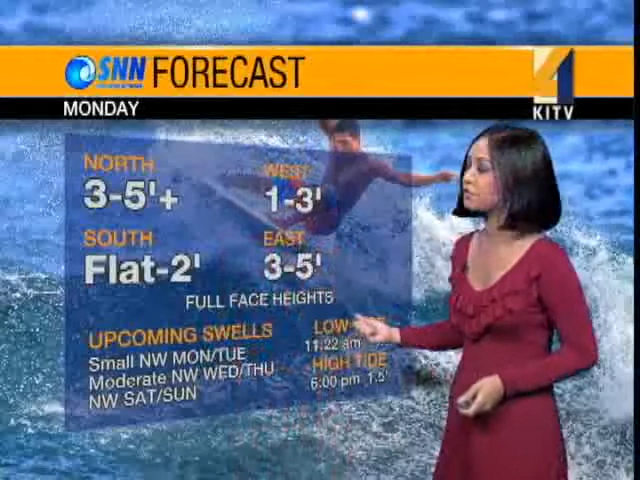 SNN FORECAST
4
KITV
MONDAY
NORTH
3-5'+
WEST
1-3'
SOUTH
Flat-2'
EAST
3-5'
FULL FACE HEIGHTS
UPCOMING SWELLS
Small NW MON/TUE
Moderate NW WED/THU
NW SAT/SUN
LOW
11:22 am
HIGH TIDE
6:00 pm 1.5'